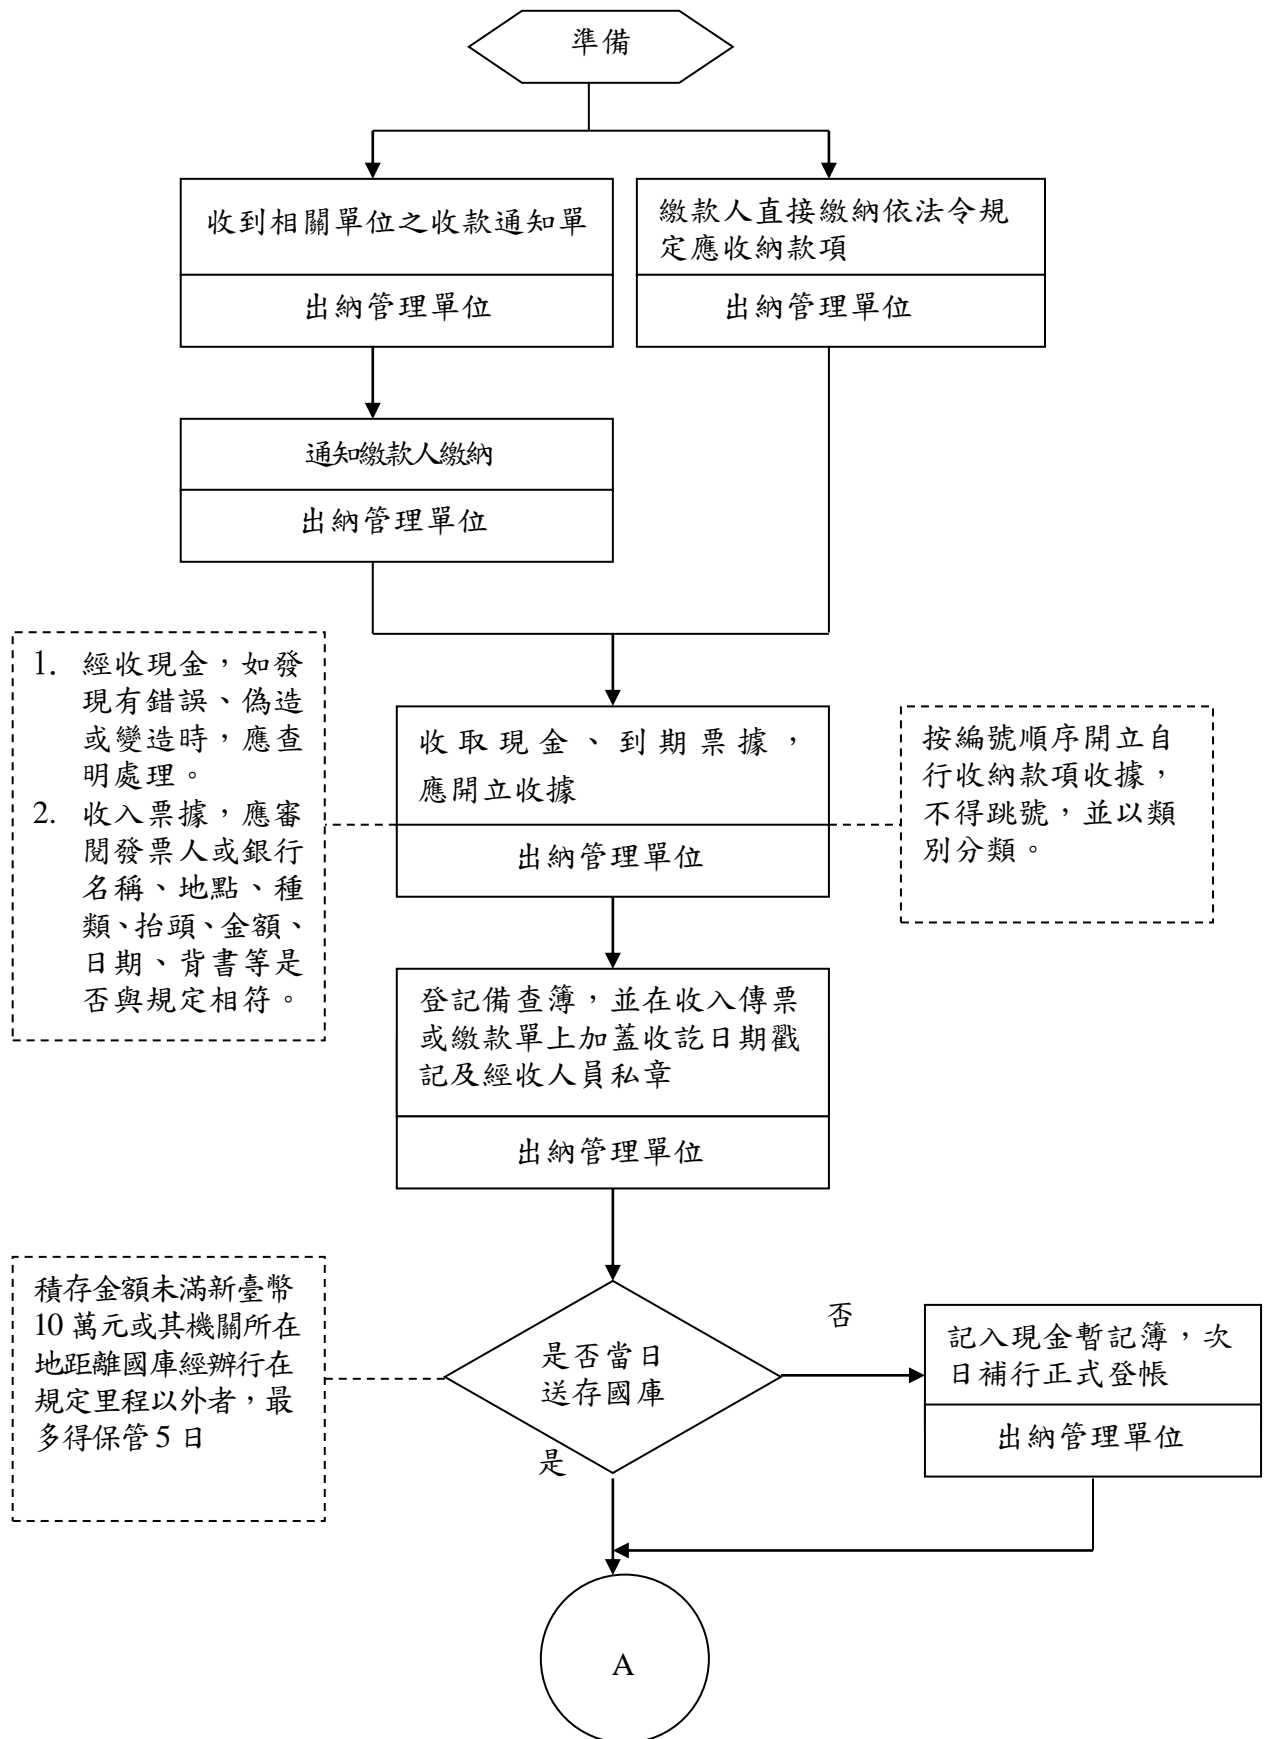 準備
收到相關單位之收款通知單
出納管理單位
繳款人直接繳納依法令規
定應收納款項
出納管理單位
通知繳款人繳納
出納管理單位
1. 經收現金，如發
現有錯誤、偽造
或變造時，應查
明處理。
2. 收入票據，應審
閱發票人或銀行
名稱、地點、種
類、抬頭、金額、
日期、背書等是
否與規定相符。
收取現金、到期票據，
應開立收據
出納管理單位
按編號順序開立自
行收納款項收據，
不得跳號，並以類
別分類。
登記備查簿，並在收入傳票
或繳款單上加蓋收訖日期戳
記及經收人員私章
出納管理單位
積存金額未滿新臺幣
10 萬元或其機關所在
地距離國庫經辦行在
規定里程以外者，最
多得保管 5 日
是否當日
送存國庫
否
是
記入現金暫記簿，次
日補行正式登帳
出納管理單位
A